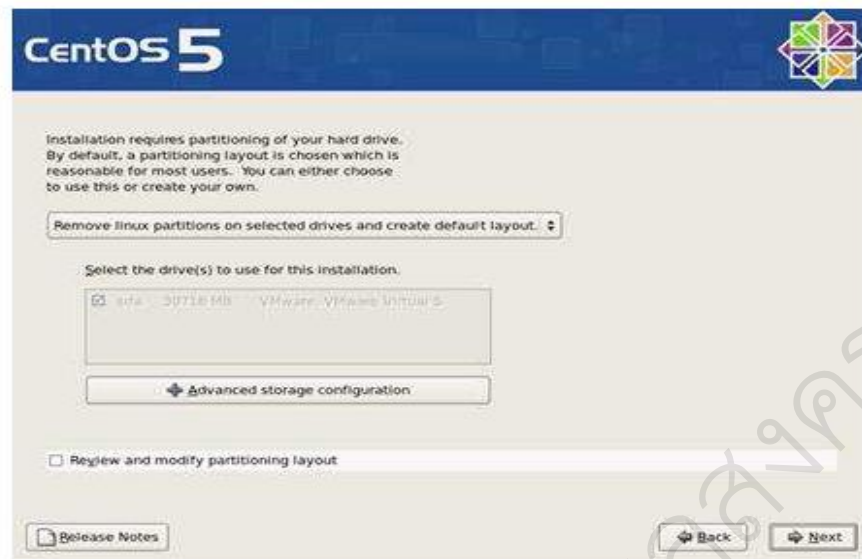 CentOS 5
Installation requires partitioning of your hard drive.
By default, a partitioning layout is chosen which is
reasonable for most users. You can either choose
to use this or create your own.
Remove linux partitions on selected drives and create default layout.
Select the drive(s) to use for this installation.
sda 30718 MB VMware, VMware Virtual S
Advanced storage configuration
Review and modify partitioning layout
Release Notes
Back
Next